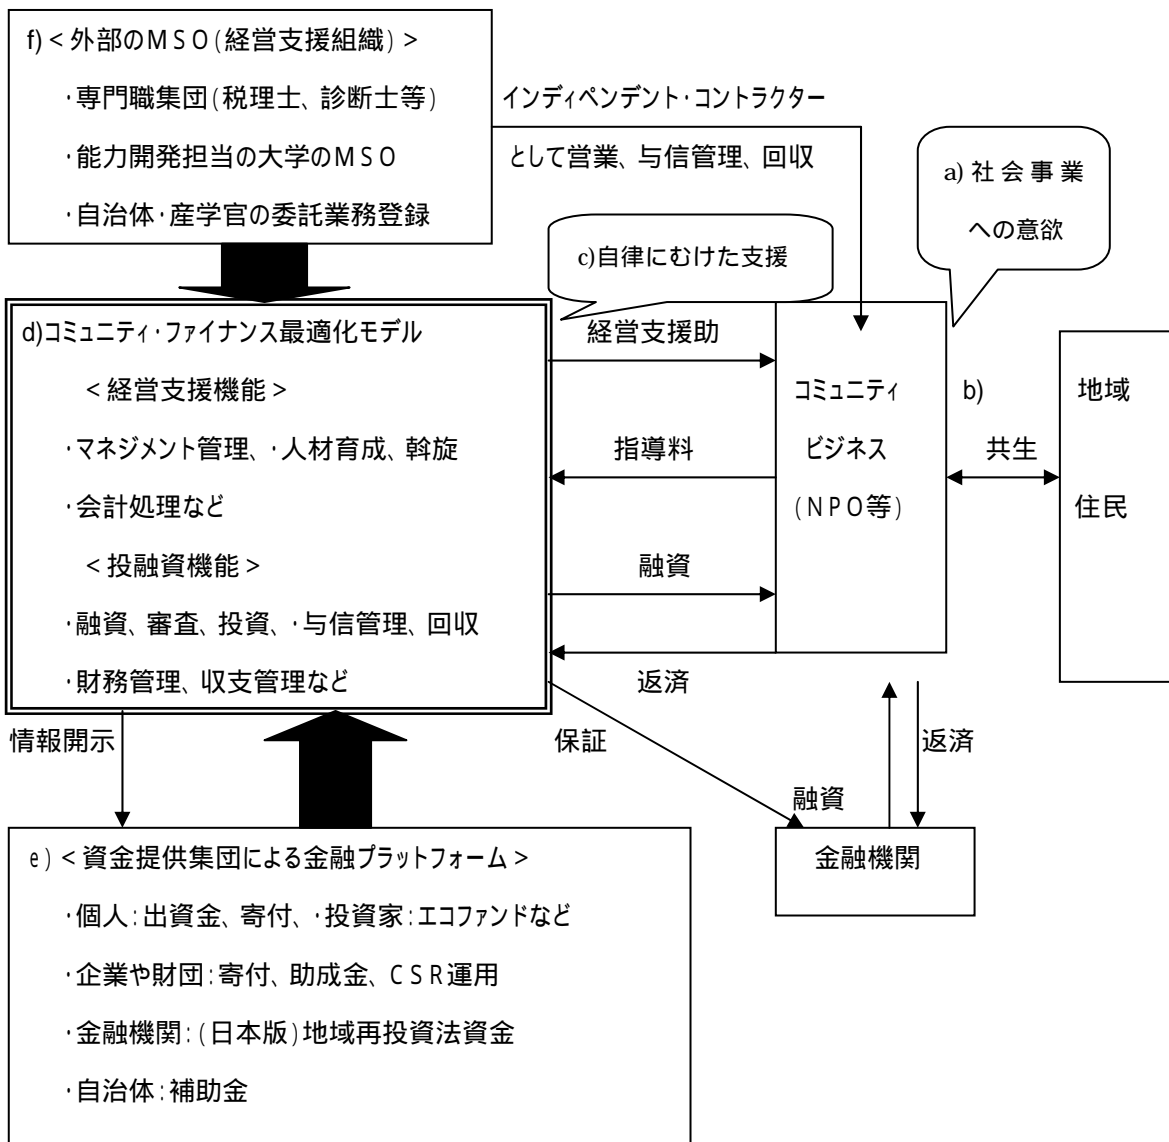 f)<外部のMSO(経営支援組織)>
・専門職集団(税理士、診断士等)
・能力開発担当の大学のMSO
・自治体・産学官の委託業務登録
インディペンデント・コントラクター
として営業、与信管理、回収
a)社会事業
への意欲
c)自律にむけた支援
d)コミュニティ・ファイナンス最適化モデル
<経営支援機能>
・マネジメント管理、・人材育成、斡旋
・会計処理など
<投融資機能>
・融資、審査、投資、・与信管理、回収
・財務管理、収支管理など
経営支援助
指導料
融資
返済
コミュニティ
ビジネス
(NPO等)
b)
共生
地域
住民
情報開示
保証
融資
返済
金融機関
e)<資金提供集団による金融プラットフォーム>
・個人:出資金、寄付、・投資家:エコファンドなど
・企業や財団:寄付、助成金、CSR運用
・金融機関:(日本版)地域再投資法資金
・自治体:補助金